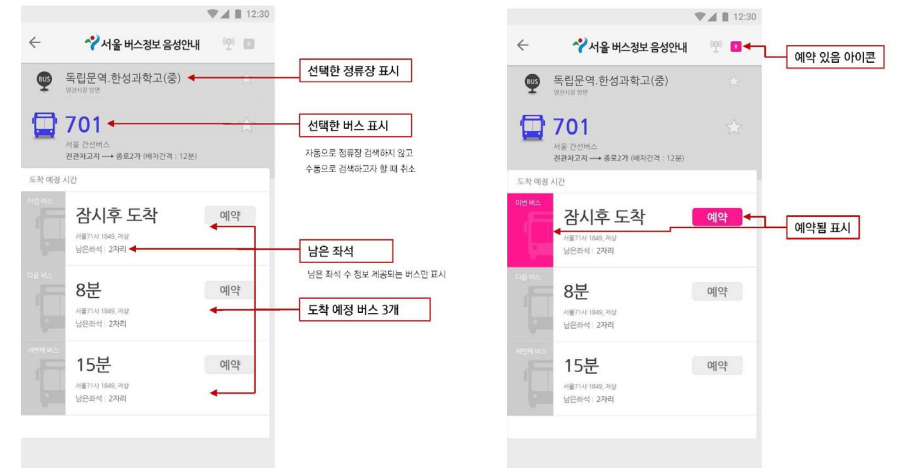 12:30
서울 버스정보 음성안내
독립문역.한성과학고(중)
영천시장 방면
701
서울 간선버스
진관차고지 → 종로2가 (배차간격 : 12분)
도착 예정 시간
이번 버스
잠시후 도착
예약
서울71사 1849, 저상
남은좌석 : 2자리
다음 버스
8분
예약
서울71사 1849, 저상
남은좌석 : 2자리
세번째 버스
15분
예약
서울71사 1849, 저상
남은좌석 : 2자리
선택한 정류장 표시
선택한 버스 표시
자동으로 정류장 검색하지 않고
수동으로 검색하고자 할 때 취소
남은 좌석
남은 좌석 수 정보 제공되는 버스만 표시
도착 예정 버스 3개
12:30
서울 버스정보 음성안내
독립문역.한성과학고(중)
영천시장 방면
701
서울 간선버스
진관차고지 → 종로2가 (배차간격 : 12분)
도착 예정 시간
이번 버스
잠시후 도착
예약
서울71사 1849, 저상
남은좌석 : 2자리
다음 버스
8분
예약
서울71사 1849, 저상
남은좌석 : 2자리
세번째 버스
15분
예약
서울71사 1849, 저상
남은좌석 : 2자리
예약 있음 아이콘
예약됨 표시